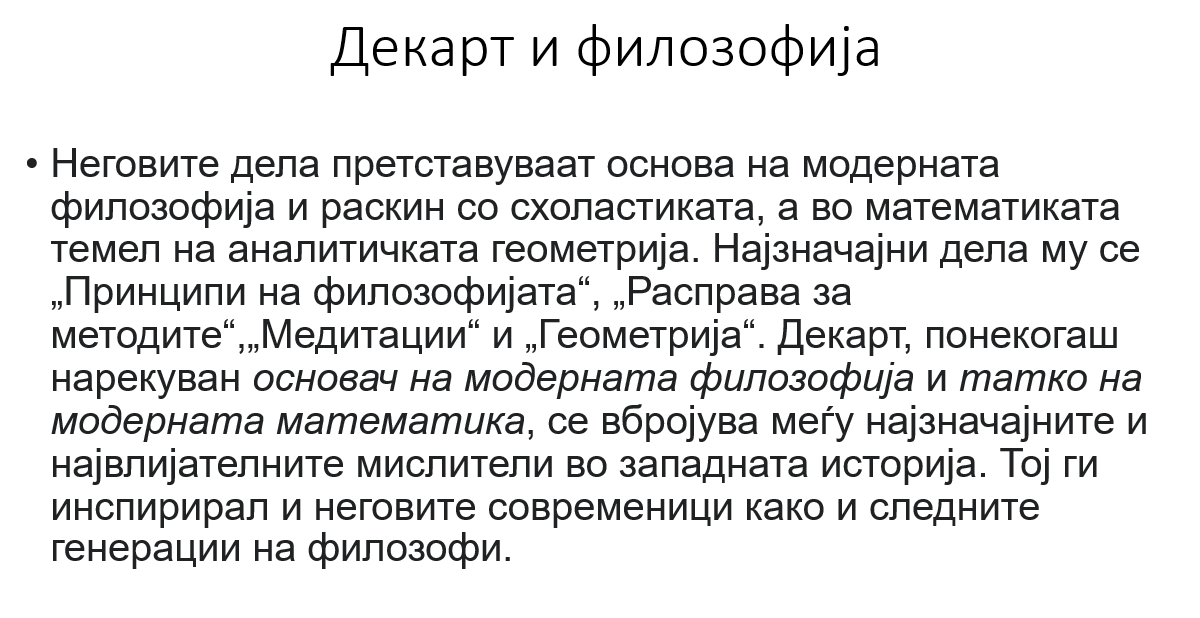 Декарт и филозофија
• Неговите дела претставуваат основа на модерната
филозофија и раскин со схоластиката, а во математиката
темел на аналитичката геометрија. Најзначајни дела му се
„Принципи на филозофијата“, „Расправа за
методите“,„Медитации“ и „Геометрија“. Декарт, понекогаш
нарекуван основач на модерната филозофија и татко на
модерната математика, се вбројува меѓу најзначајните и
највлијателните мислители во западната историја. Тој ги
инспирирал и неговите современици како и следните
генерации на филозофи.